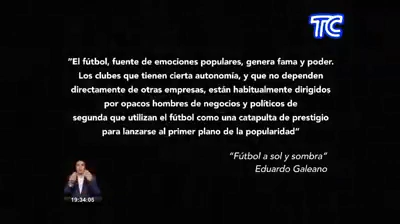 TC
"El fútbol, fuente de emociones populares, genera fama y poder.
Los clubes que tienen cierta autonomía, y que no dependen
directamente de otras empresas, están habitualmente dirigidos
por opacos hombres de negocios y políticos de
segunda que utilizan el fútbol como una catapulta de prestigio
para lanzarse al primer plano de la popularidad"
"Fútbol a sol y sombra"
Eduardo Galeano
19:34:05